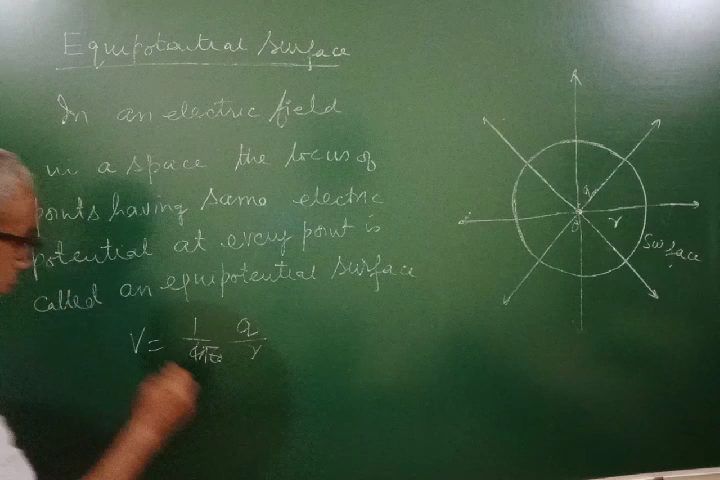 Equipotential Surface
In an electric field
in a space the locus of
points having same electric
potential at every point is
called an equipotential surface
V = 1/4πε₀ q/r
q
r
Surface